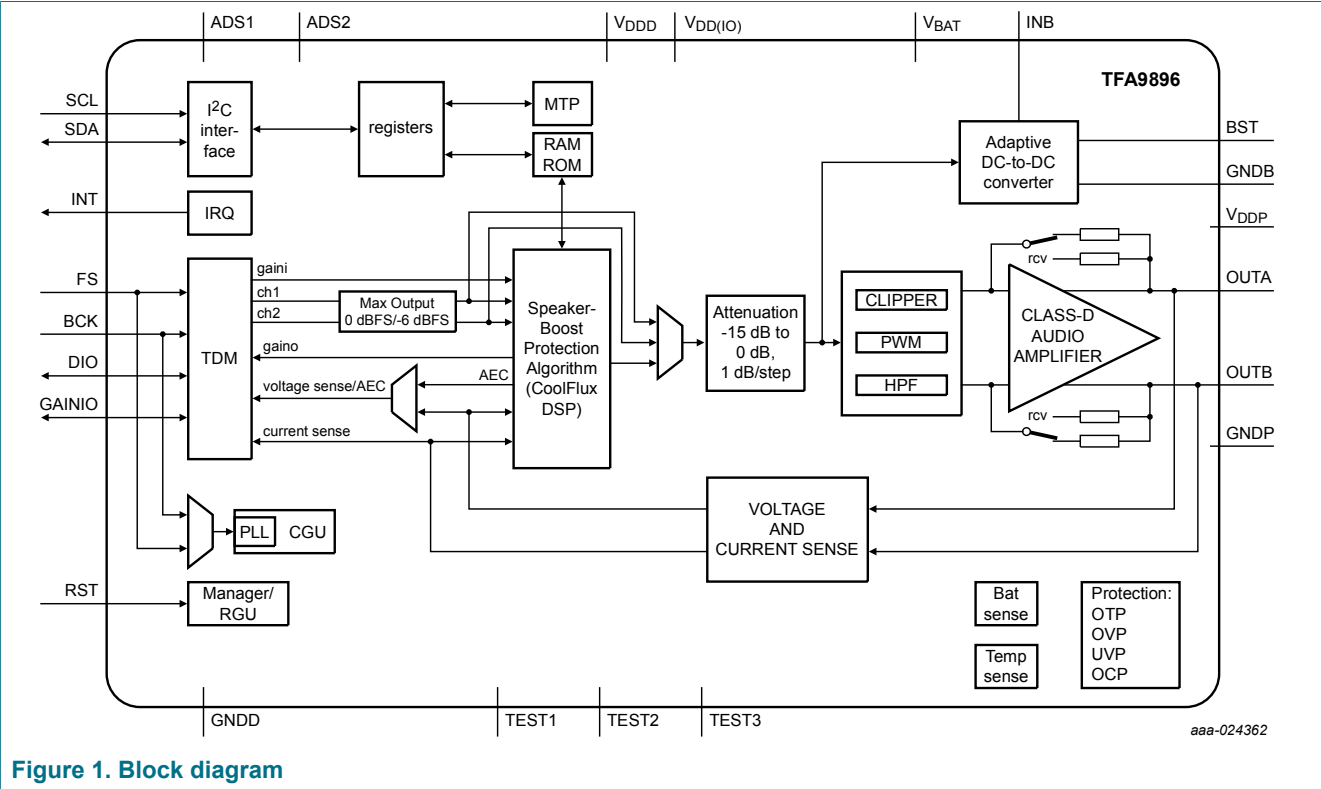 ADS1
ADS2
VDDD
VDD(IO)
VBAT
INB
TFA9896
SCL
SDA
INT
FS
BCK
DIO
GAINIO
RST
I2C
inter-
face
registers
MTP
RAM
ROM
IRQ
TDM
gaini
ch1
ch2
gaino
voltage sense/AEC
current sense
Max Output
0 dBFS/-6 dBFS
AEC
Speaker-
Boost
Protection
Algorithm
(CoolFlux
DSP)
Attenuation
-15 dB to
0 dB,
1 dB/step
Adaptive
DC-to-DC
converter
CLIPPER
PWM
HPF
rcv
CLASS-D
AUDIO
AMPLIFIER
rcv
BST
GNDB
VDDP
OUTA
OUTB
GNDP
PLL
CGU
Manager/
RGU
VOLTAGE
AND
CURRENT SENSE
Bat
sense
Temp
sense
Protection:
OTP
OVP
UVP
OCP
GNDD
TEST1
TEST2
TEST3
aaa-024362
Figure 1. Block diagram